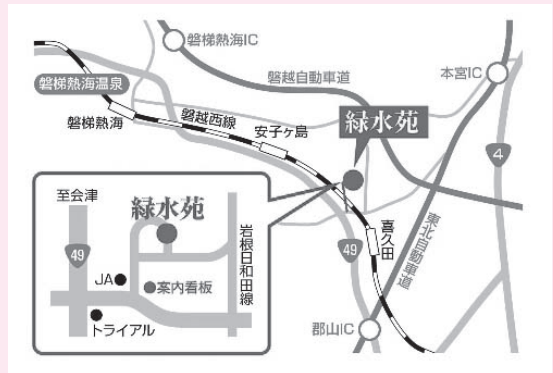 磐梯熱海IC
磐越自動車道
本宮IC
磐梯熱海温泉
磐梯熱海
磐越西線
安子ヶ島
緑水苑
4
喜久田
49
東北自動車道
郡山IC
至会津
緑水苑
49
岩根日和田線
JA
案内看板
トライアル